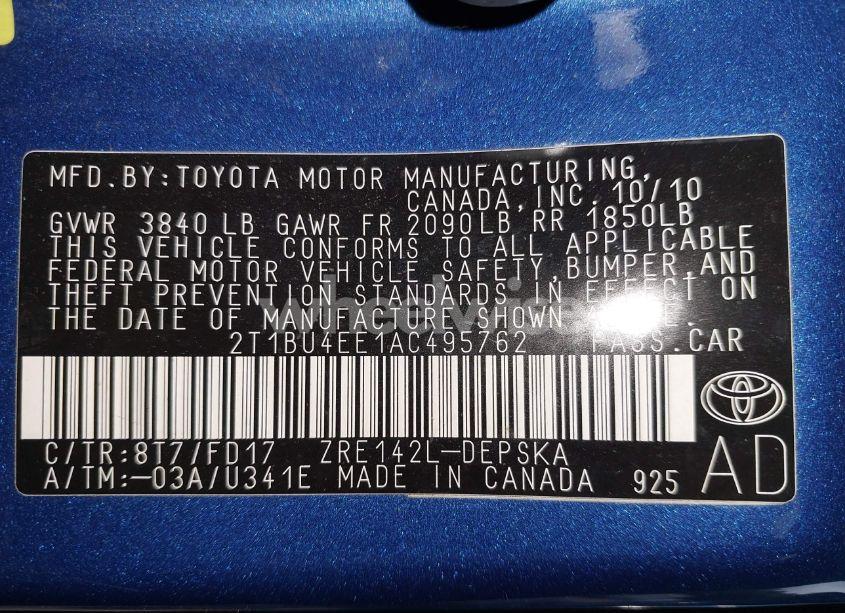 MFD.BY:TOYOTA MOTOR MANUFACTURING,
CANADA,INC. 10/10
GVWR 3840 LB GAWR FR 2090LB RR 1850LB
THIS VEHICLE CONFORMS TO ALL APPLICABLE
FEDERAL MOTOR VEHICLE SAFETY,BUMPER,AND
THEFT PREVENTION STANDARDS IN EFFECT ON
THE DATE OF MANUFACTURE SHOWN
2T1BU4EE1AC495762 PASS.CAR
C/TR:8T7/FD17 ZRE142L-DEPSKA
A/TM:-03A/U341E MADE IN CANADA 925 AD